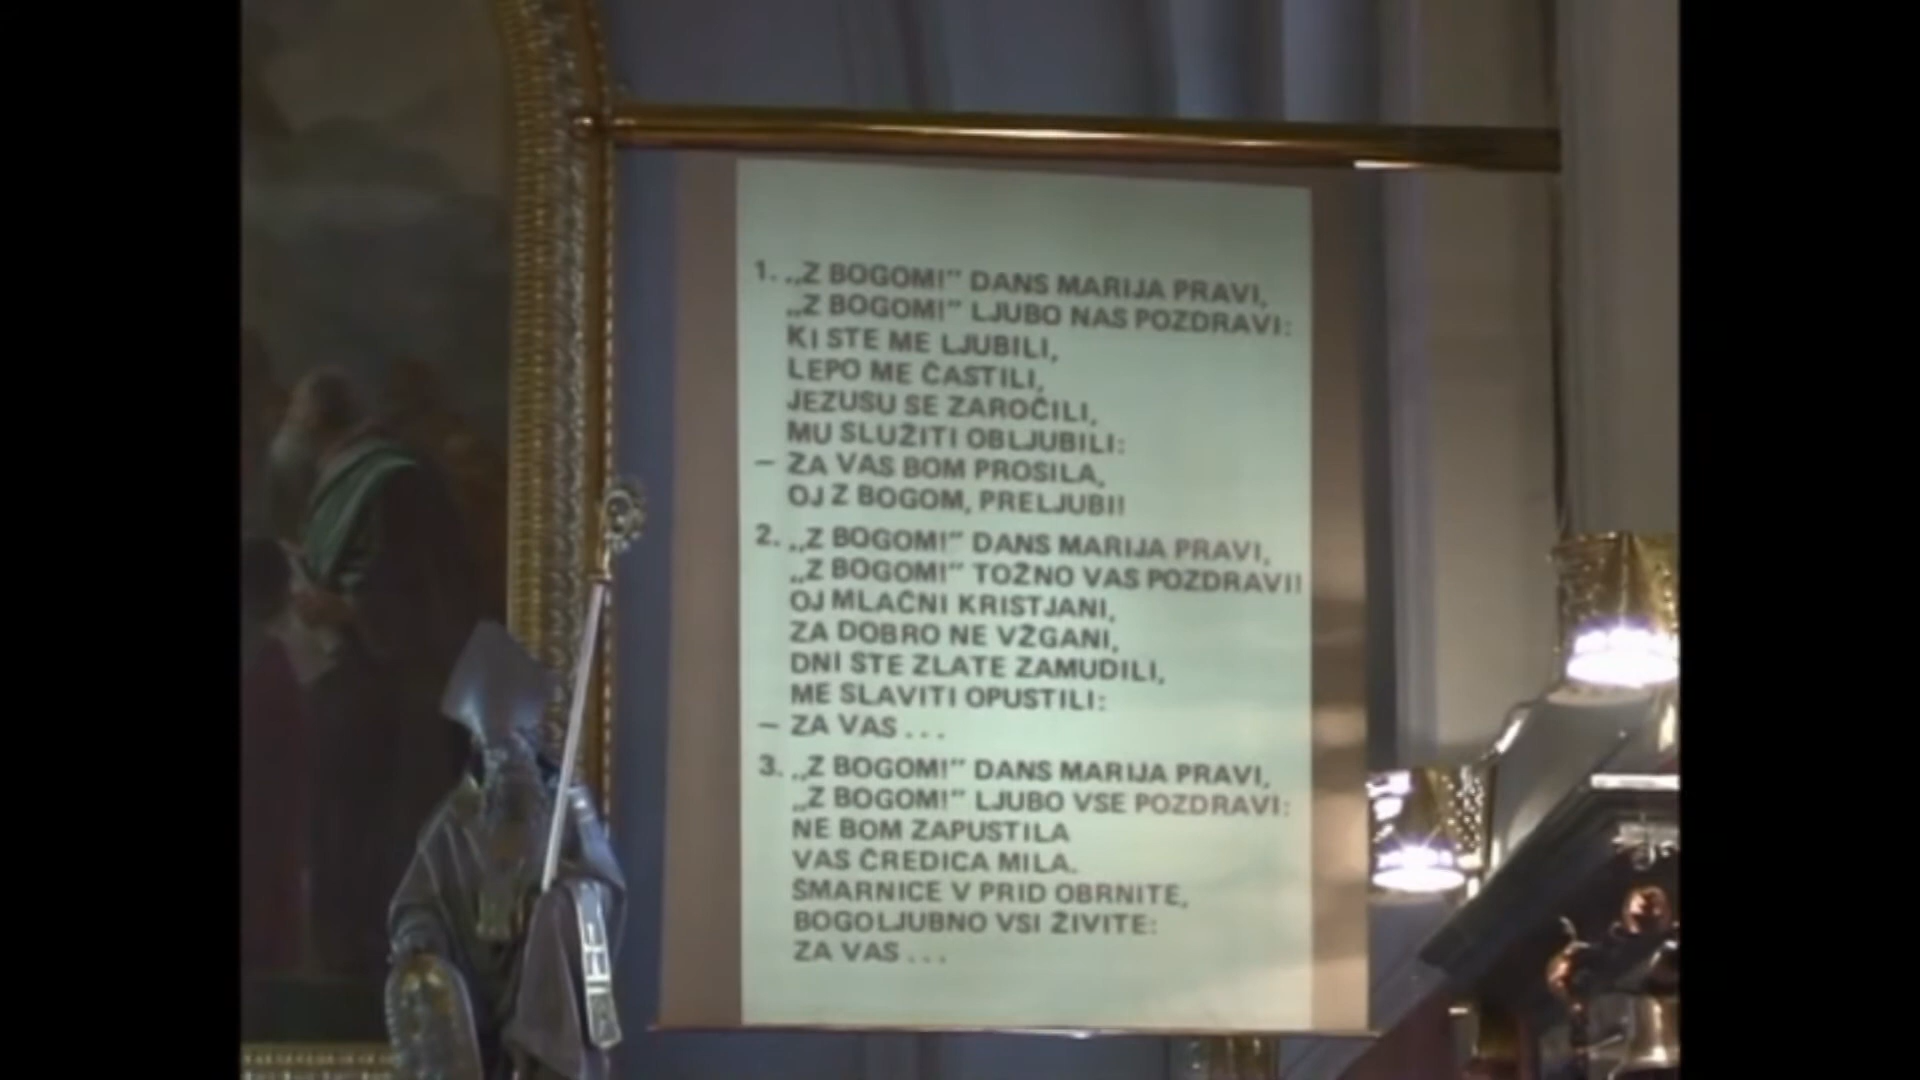 1. „Z BOGOM!” DANS MARIJA PRAVI,
„Z BOGOM!” LJUBO NAS POZDRAVI:
KI STE ME LJUBILI,
LEPO ME ČASTILI,
JEZUSU SE ZAROČILI,
MU SLUŽITI OBLJUBILI:
– ZA VAS BOM PROSILA,
OJ Z BOGOM, PRELJUBI!
2. „Z BOGOM!” DANS MARIJA PRAVI,
„Z BOGOM!” TOŽNO VAS POZDRAVI!
OJ MLAČNI KRISTJANI,
ZA DOBRO NE VŽGANI,
DNI STE ZLATE ZAMUDILI,
ME SLAVITI OPUSTILI:
– ZA VAS . . .
3. „Z BOGOM!” DANS MARIJA PRAVI,
„Z BOGOM!” LJUBO VSE POZDRAVI:
NE BOM ZAPUSTILA
VAS ČREDICA MILA.
ŠMARNICE V PRID OBRNITE,
BOGOLJUBNO VSI ŽIVITE:
ZA VAS . . .